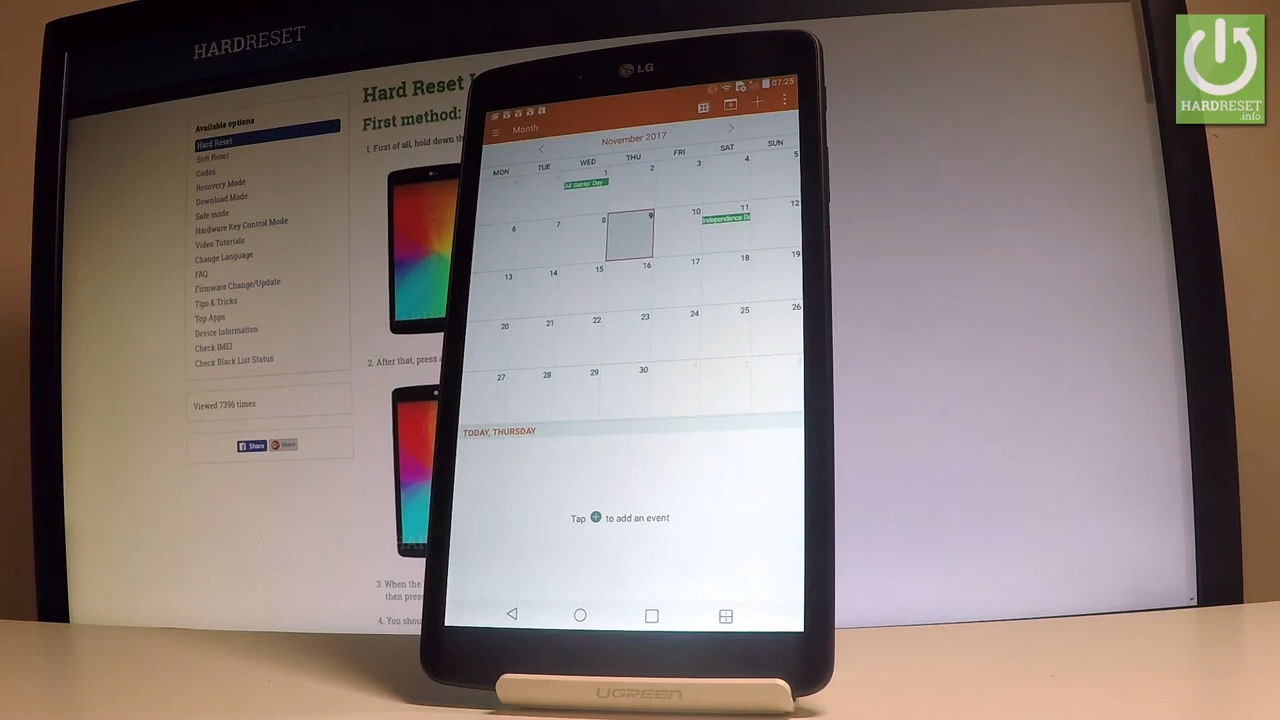 HARDRESET
HARDRESET
.info
Hard Reset
First method:
1. First of all, hold down
Available options
Hard Reset
Soft Reset
Codes
Recovery Mode
Download Mode
Safe mode
Hardware Key Control Mode
Video Tutorials
Change Language
FAQ
Firmware Change/Update
Tips & Tricks
Top Apps
Device Information
Check IMEI
Check Black List Status
Viewed 7396 times
Share
Share
2. After that, press
3. When the
then press
4. You shou
LG
07:25
Month
November 2017
MON TUE WED THU FRI SAT SUN
1 2 3 4 5
All Saints' Day
6 7 8 9 10 11 12
Independence Da
13 14 15 16 17 18 19
20 21 22 23 24 25 26
27 28 29 30 1 2 3
TODAY, THURSDAY
Tap + to add an event
UGREEN